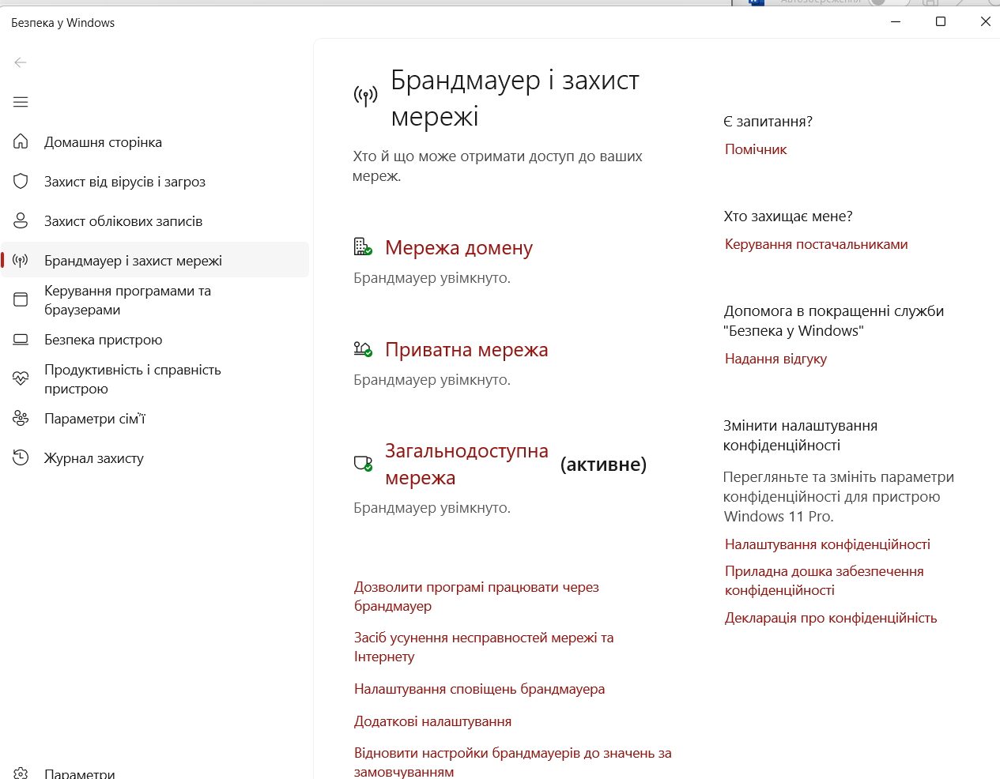 Автозбереження
Безпека у Windows
Домашня сторінка
Захист від вірусів і загроз
Захист облікових записів
Брандмауер і захист мережі
Керування програмами та
браузерами
Безпека пристрою
Продуктивність і справність
пристрою
Параметри сім'ї
Журнал захисту
Параметри
Брандмауер і захист
мережі
Хто й що може отримати доступ до ваших
мереж.
Мережа домену
Брандмауер увімкнуто.
Приватна мережа
Брандмауер увімкнуто.
Загальнодоступна
мережа
(активне)
Брандмауер увімкнуто.
Дозволити програмі працювати через
брандмауер
Засіб усунення несправностей мережі та
Інтернету
Налаштування сповіщень брандмауера
Додаткові налаштування
Відновити настройки брандмауерів до значень за
замовчуванням
Є запитання?
Помічник
Хто захищає мене?
Керування постачальниками
Допомога в покращенні служби
"Безпека у Windows"
Надання відгуку
Змінити налаштування
конфіденційності
Перегляньте та змініть параметри
конфіденційності для пристрою
Windows 11 Pro.
Налаштування конфіденційності
Приладна дошка забезпечення
конфіденційності
Декларація про конфіденційність